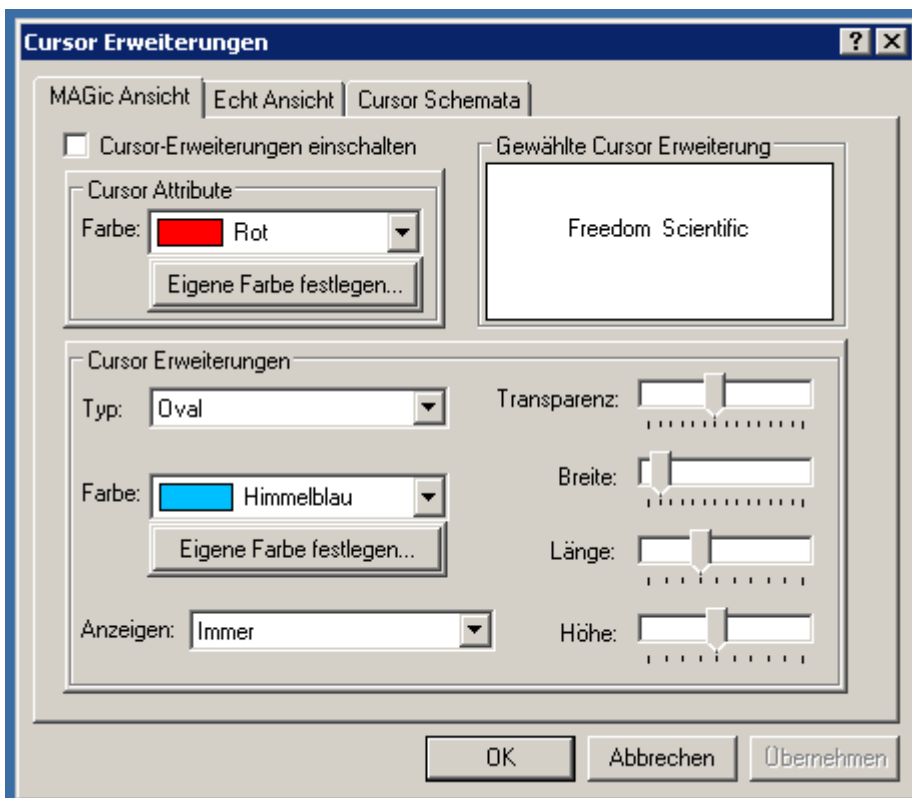 Cursor Erweiterungen
MAGic Ansicht
Echt Ansicht
Cursor Schemata
Cursor-Erweiterungen einschalten
Cursor Attribute
Farbe: Rot
Eigene Farbe festlegen...
Gewählte Cursor Erweiterung
Freedom Scientific
Cursor Erweiterungen
Typ: Oval
Farbe: Himmelblau
Eigene Farbe festlegen...
Anzeigen: Immer
Transparenz:
Breite:
Länge:
Höhe:
OK
Abbrechen
Übernehmen